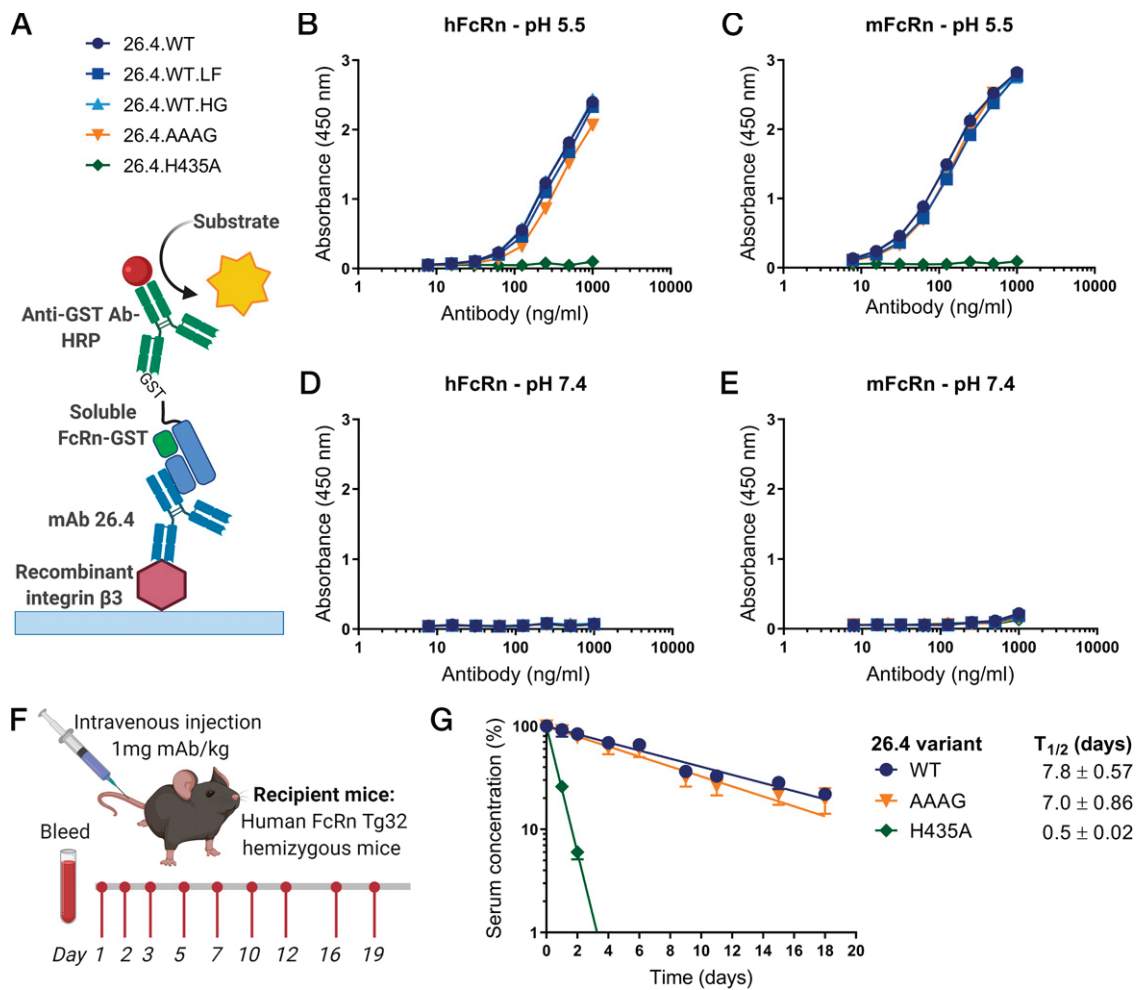 A
26.4.WT
26.4.WT.LF
26.4.WT.HG
26.4.AAAG
26.4.H435A
Substrate
Anti-GST Ab-
HRP
GST
Soluble
FcRn-GST
mAb 26.4
Recombinant
integrin β3
B
hFcRn - pH 5.5
Absorbance (450 nm)
3
2
1
0
1 10 100 1000 10000
Antibody (ng/ml)
C
mFcRn - pH 5.5
Absorbance (450 nm)
3
2
1
0
1 10 100 1000 10000
Antibody (ng/ml)
D
hFcRn - pH 7.4
Absorbance (450 nm)
3
2
1
0
1 10 100 1000 10000
Antibody (ng/ml)
E
mFcRn - pH 7.4
Absorbance (450 nm)
3
2
1
0
1 10 100 1000 10000
Antibody (ng/ml)
F
Intravenous injection
1mg mAb/kg
Recipient mice:
Human FcRn Tg32
hemizygous mice
Bleed
Day 1 2 3 5 7 10 12 16 19
G
Serum concentration (%)
100
10
1
0 2 4 6 8 10 12 14 16 18 20
Time (days)
26.4 variant T1/2 (days)
WT 7.8 ± 0.57
AAAG 7.0 ± 0.86
H435A 0.5 ± 0.02